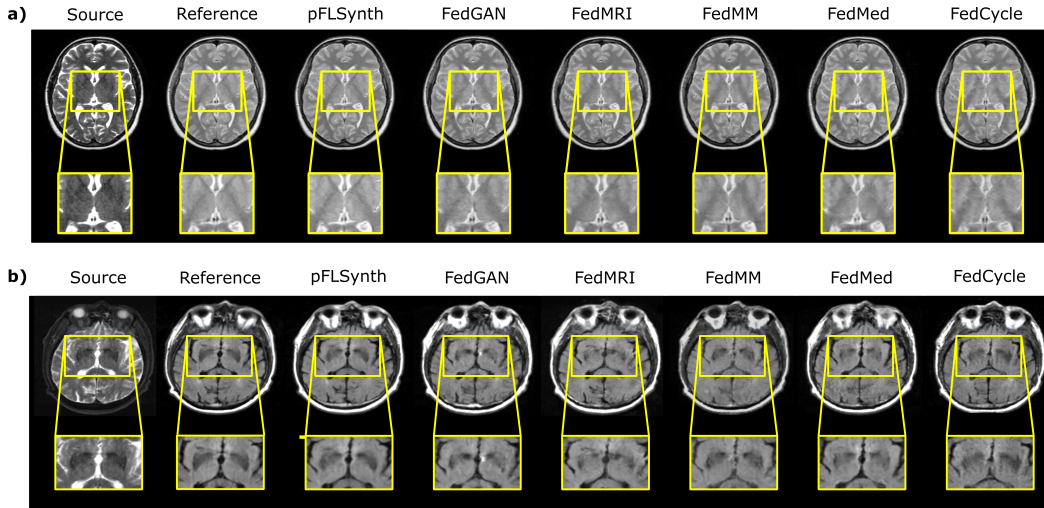 a) Source Reference pFLSynth FedGAN FedMRI FedMM FedMed FedCycle
b) Source Reference pFLSynth FedGAN FedMRI FedMM FedMed FedCycle